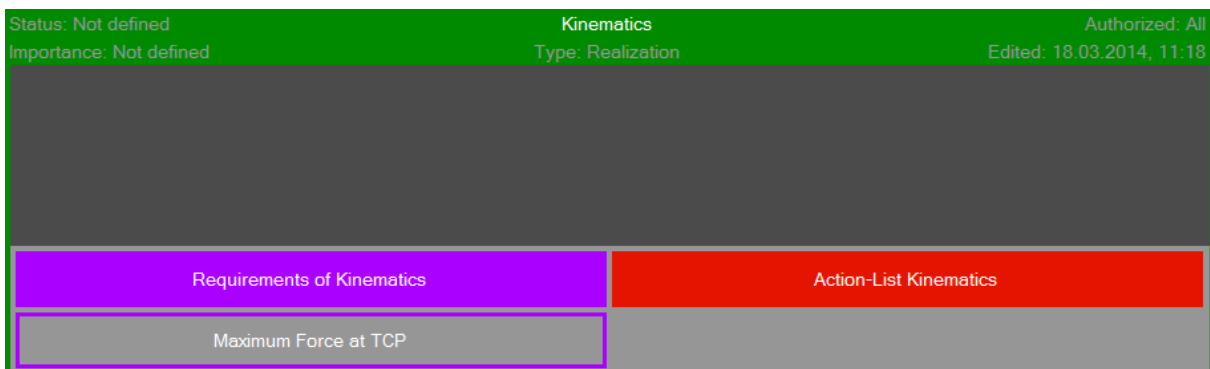 Status: Not defined Kinematics Authorized: All
Importance: Not defined Type: Realization Edited: 18.03.2014, 11:18
Requirements of Kinematics Action-List Kinematics
Maximum Force at TCP